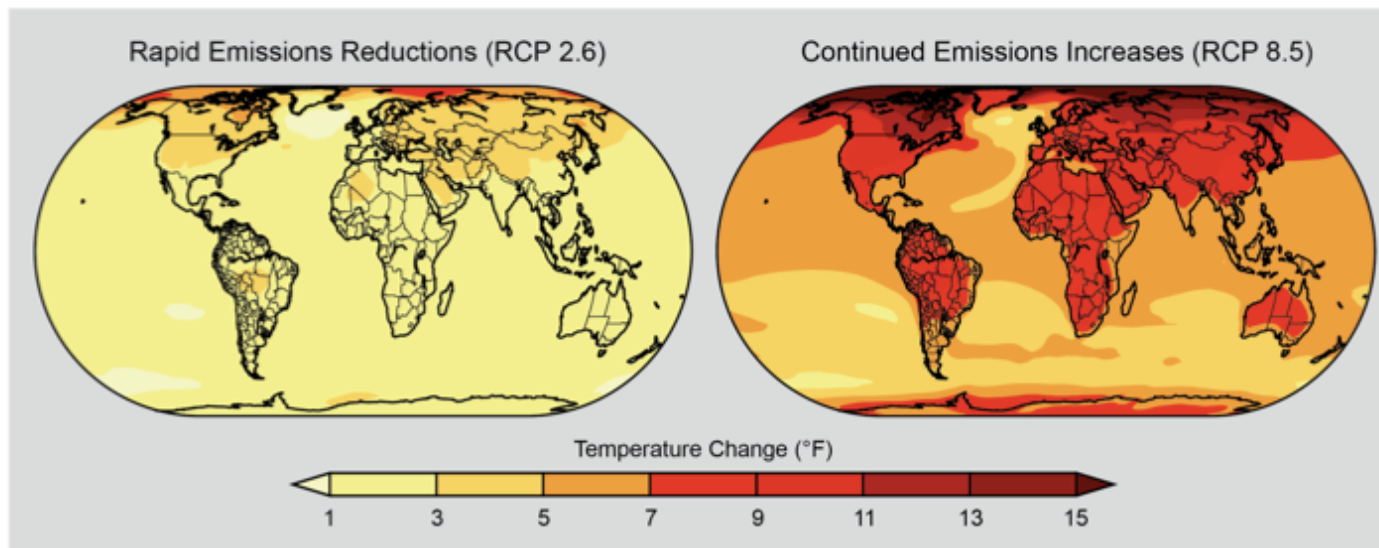 Rapid Emissions Reductions (RCP 2.6)
Continued Emissions Increases (RCP 8.5)
Temperature Change (°F)
1 3 5 7 9 11 13 15